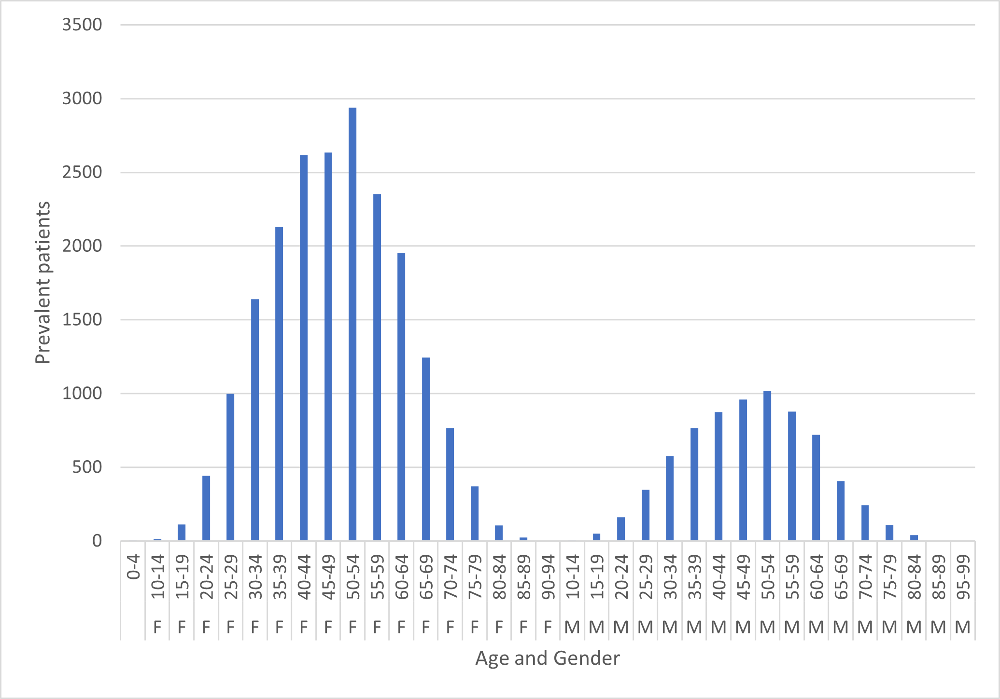 3500
3000
2500
2000
1500
1000
500
0
Prevalent patients
0-4 10-14 15-19 20-24 25-29 30-34 35-39 40-44 45-49 50-54 55-59 60-64 65-69 70-74 75-79 80-84 85-89 90-94 10-14 15-19 20-24 25-29 30-34 35-39 40-44 45-49 50-54 55-59 60-64 65-69 70-74 75-79 80-84 85-89 95-99
F F F F F F F F F F F F F F F F F M M M M M M M M M M M M M M M M M
Age and Gender